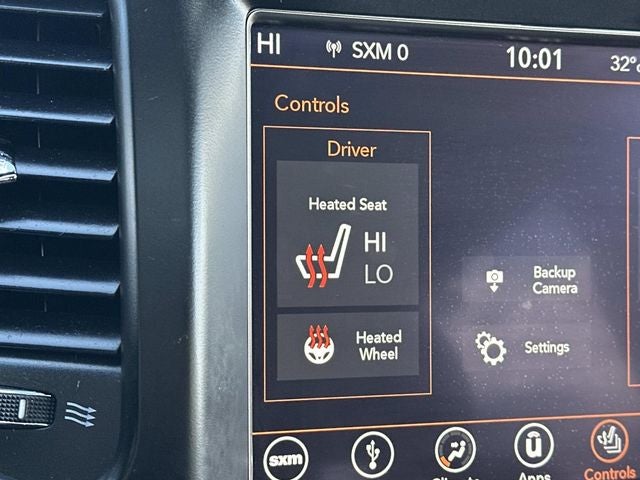 HI SXM 0 10:01 32°
Controls
Driver
Heated Seat
HI
LO
Backup
Camera
Heated
Wheel
Settings
sxm
Apps
Controls